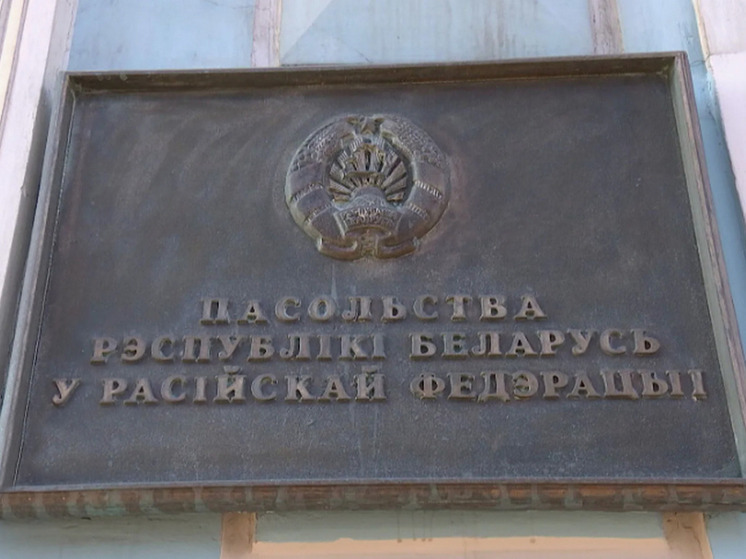 ПАСОЛЬСТВА
РЭСПУБЛІКІ БЕЛАРУСЬ
У РАСІЙСКАЙ ФЕДЭРАЦЫІ